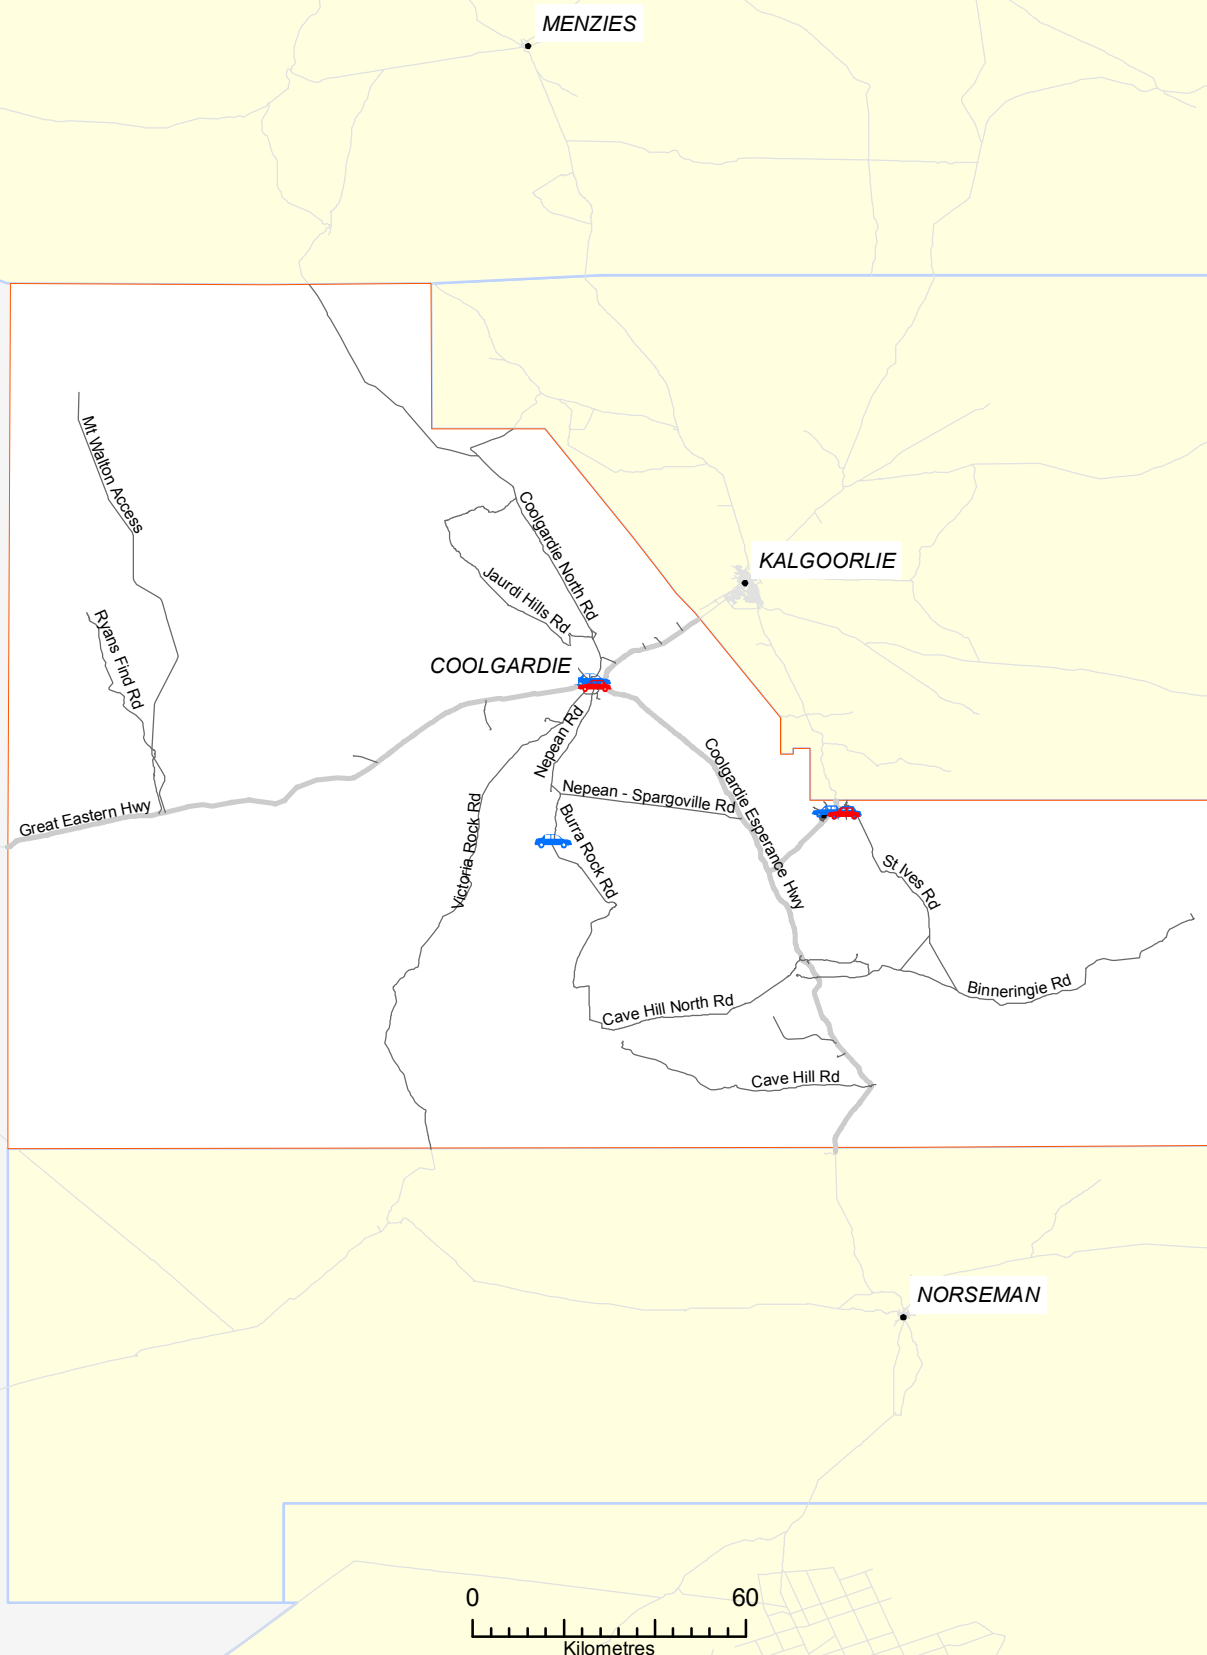 MENZIES
Mt Walton Access
Coolgardie North Rd
KALGOORLIE
Jaurdi Hills Rd
Ryans Find Rd
COOLGARDIE
Nepean Rd
Coolgardie Esperance Hwy
Nepean - Spargoville Rd
Great Eastern Hwy
Victoria Rock Rd
Burra Rock Rd
St Ives Rd
Binneringie Rd
Cave Hill North Rd
Cave Hill Rd
NORSEMAN
0 60
Kilometres